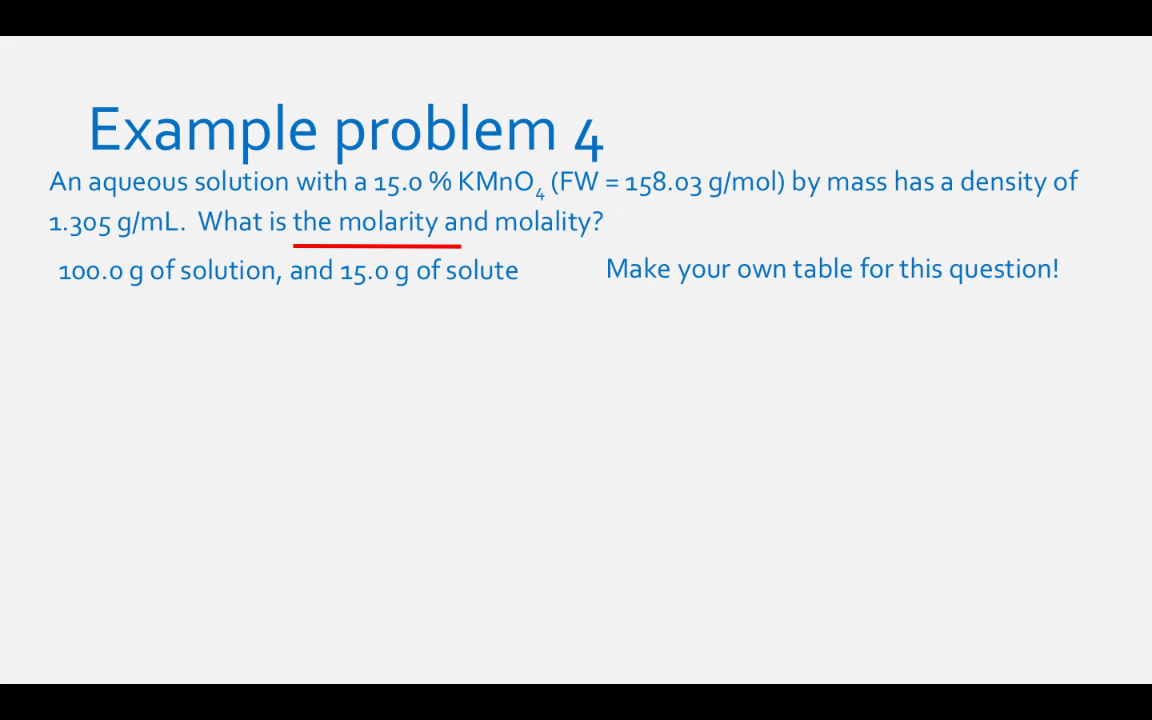 Example problem 4
An aqueous solution with a 15.0 % KMnO₄ (FW = 158.03 g/mol) by mass has a density of
1.305 g/mL. What is the molarity and molality?
100.0 g of solution, and 15.0 g of solute
Make your own table for this question!